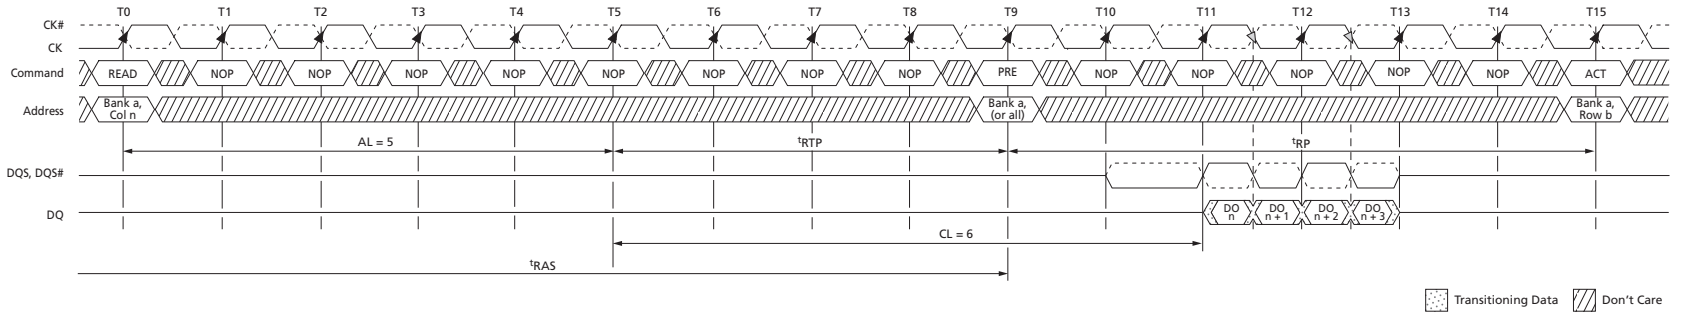 T0 T1 T2 T3 T4 T5 T6 T7 T8 T9 T10 T11 T12 T13 T14 T15
CK#
CK
Command READ NOP NOP NOP NOP NOP NOP NOP NOP PRE NOP NOP NOP NOP NOP ACT
Address Bank a, Bank a, Bank a,
Col n (or all) Row b
AL = 5 tRTP tRP
DQS, DQS#
DQ DO DO DO DO
n n + 1 n + 2 n + 3
CL = 6
tRAS
Transitioning Data Don't Care